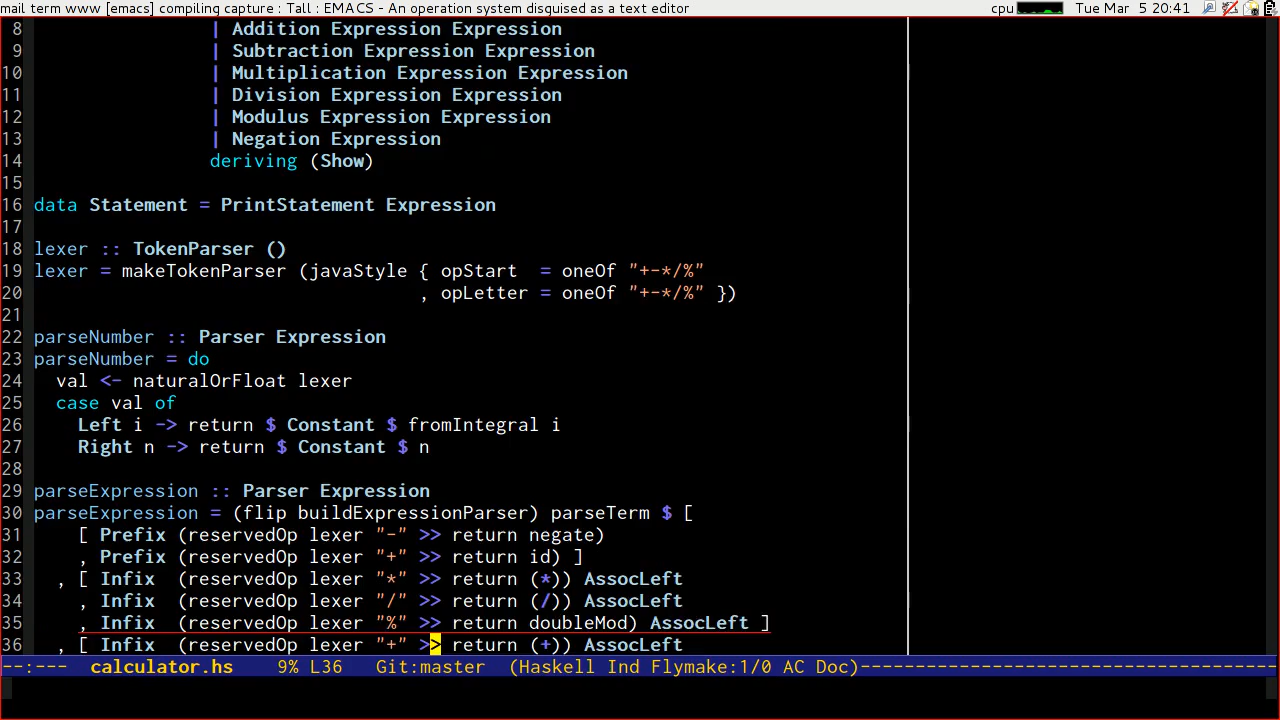 mail term www [emacs] compiling capture : Tall : EMACS - An operation system disguised as a text editor cpu Tue Mar 5 20:41
8 | Addition Expression Expression
9 | Subtraction Expression Expression
10 | Multiplication Expression Expression
11 | Division Expression Expression
12 | Modulus Expression Expression
13 | Negation Expression
14 deriving (Show)
15
16 data Statement = PrintStatement Expression
17
18 lexer :: TokenParser ()
19 lexer = makeTokenParser (javaStyle { opStart  = oneOf "+-*/%"
20 , opLetter = oneOf "+-*/%" })
21
22 parseNumber :: Parser Expression
23 parseNumber = do
24   val <- naturalOrFloat lexer
25   case val of
26     Left i -> return $ Constant $ fromIntegral i
27     Right n -> return $ Constant $ n
28
29 parseExpression :: Parser Expression
30 parseExpression = (flip buildExpressionParser) parseTerm $ [
31     [ Prefix (reservedOp lexer "-" >> return negate)
32     , Prefix (reservedOp lexer "+" >> return id) ]
33   , [ Infix  (reservedOp lexer "*" >> return (*)) AssocLeft
34     , Infix  (reservedOp lexer "/" >> return (/)) AssocLeft
35     , Infix  (reservedOp lexer "%" >> return doubleMod) AssocLeft ]
36   , [ Infix  (reservedOp lexer "+" >> return (+)) AssocLeft
--:---  calculator.hs    9% L36   Git:master  (Haskell Ind Flymake:1/0 AC Doc)--------------------------------------